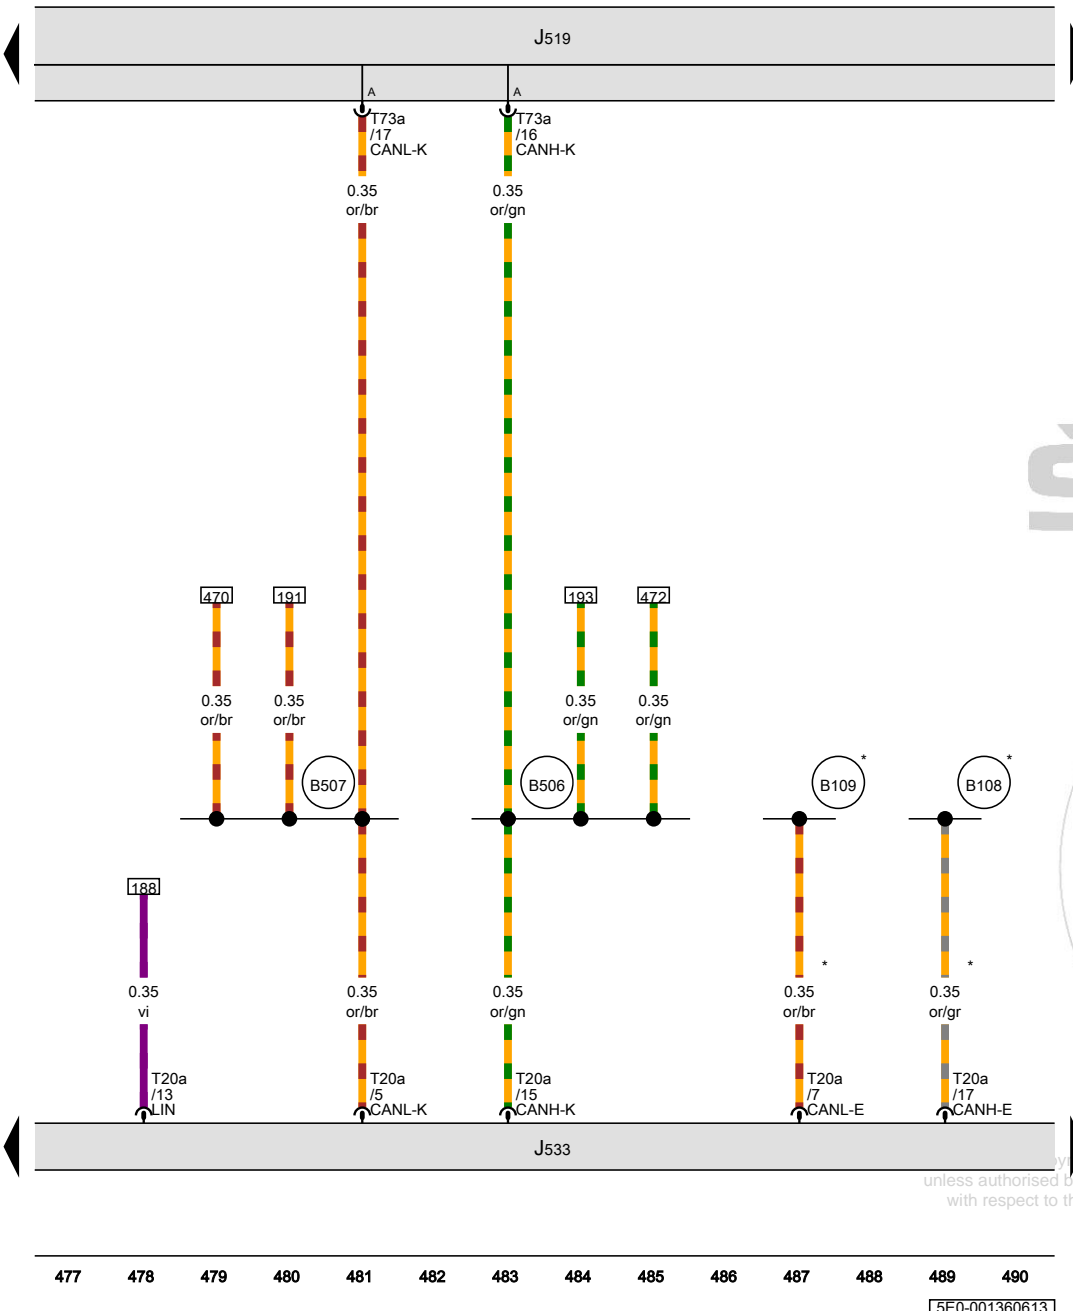 J519
A
A
T73a
/17
CANL-K
T73a
/16
CANH-K
0.35
or/br
0.35
or/gn
470
191
193
472
0.35
or/br
0.35
or/br
0.35
or/gn
0.35
or/gn
B507
B506
B109
*
B108
*
188
*
*
0.35
vi
0.35
or/br
0.35
or/gn
0.35
or/br
0.35
or/gr
T20a
/13
LIN
T20a
/5
CANL-K
T20a
/15
CANH-K
T20a
/7
CANL-E
T20a
/17
CANH-E
J533
unless authorised
with respect to
477 478 479 480 481 482 483 484 485 486 487 488 489 490
5E0-001360613